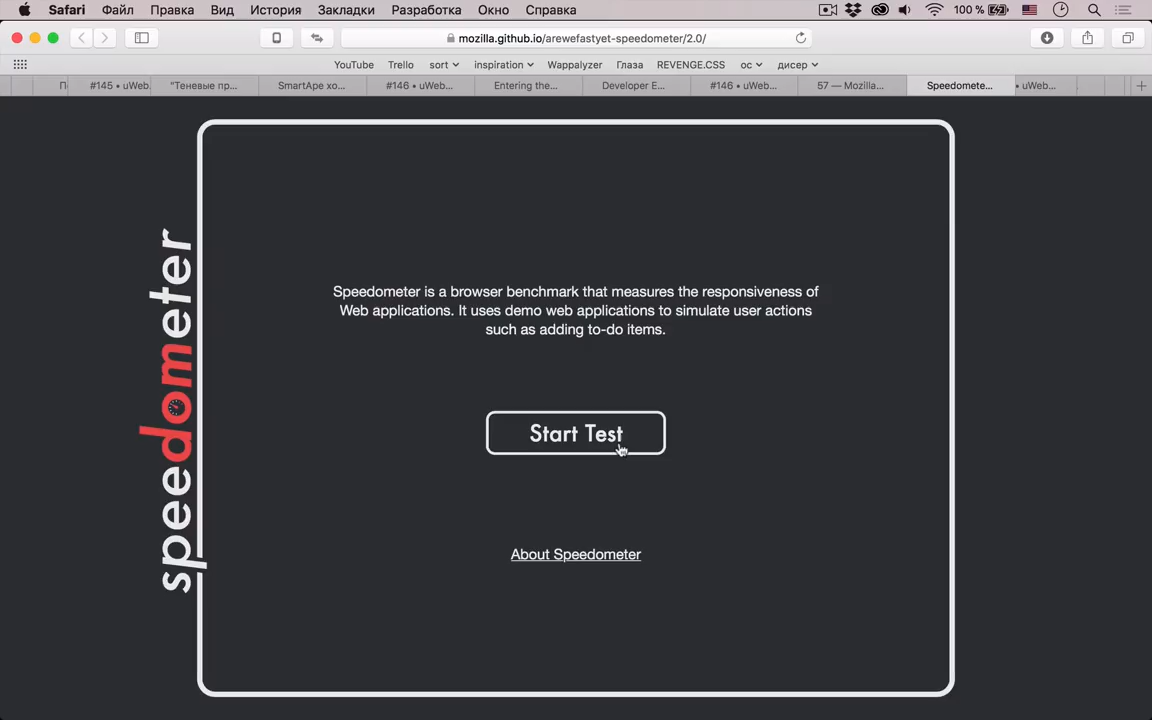 Safari Файл Правка Вид История Закладки Разработка Окно Справка 100 %
mozilla.github.io/arewefastyet-speedometer/2.0/
YouTube Trello sort inspiration Wappalyzer Глаза REVENGE.CSS ос дисер
#145 • uWeb "Теневые пр... SmartApe хо... #146 • uWeb... Entering the... Developer E... #146 • uWeb... 57 — Mozilla... Speedomete... • uWeb...
speedometer
Speedometer is a browser benchmark that measures the responsiveness of
Web applications. It uses demo web applications to simulate user actions
such as adding to-do items.
Start Test
About Speedometer